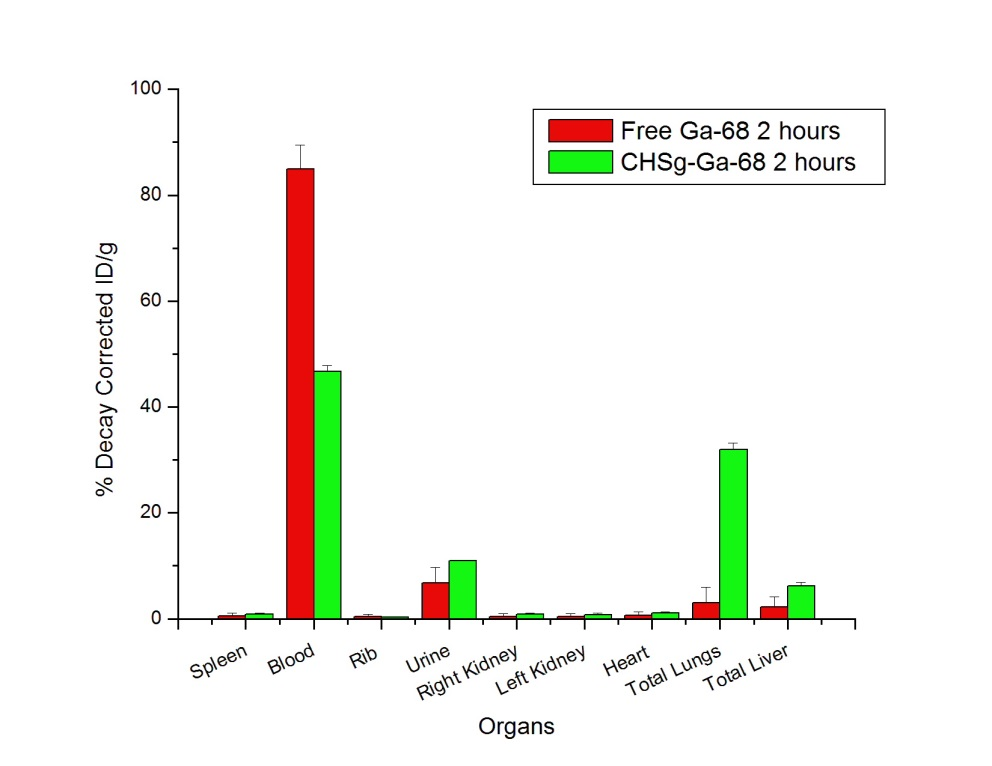 100
80
60
40
20
0
% Decay Corrected ID/g
Free Ga-68 2 hours
CHSg-Ga-68 2 hours
Spleen
Blood
Rib
Urine
Right Kidney
Left Kidney
Heart
Total Lungs
Total Liver
Organs